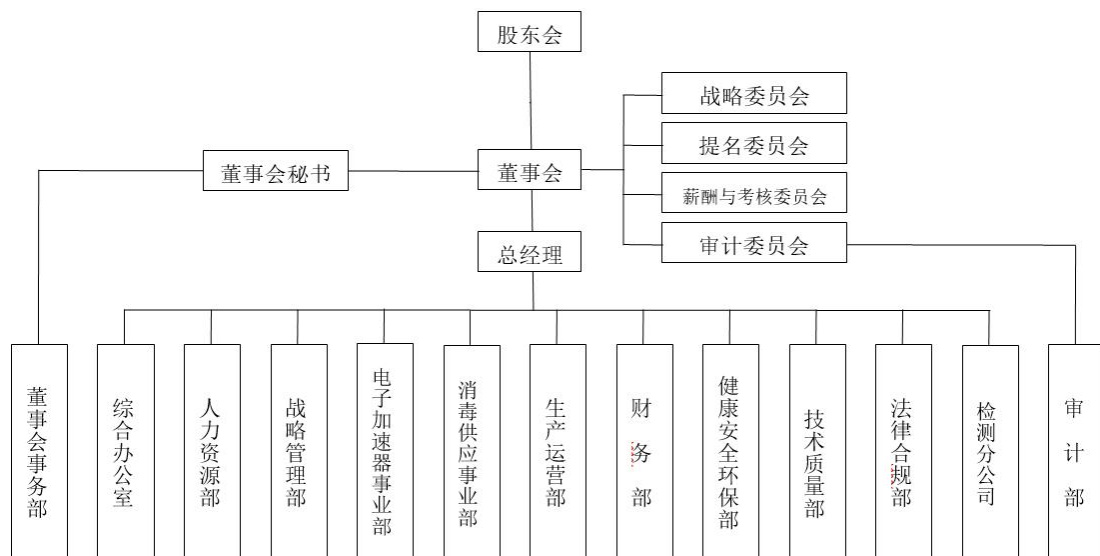 股东会
战略委员会
提名委员会
董事会秘书
董事会
薪酬与考核委员会
审计委员会
总经理
董事会事务部
综合办公室
人力资源部
战略管理部
电子加速器事业部
消毒供应事业部
生产运营部
财务部
健康安全环保部
技术质量部
法律合规部
检测分公司
审计部